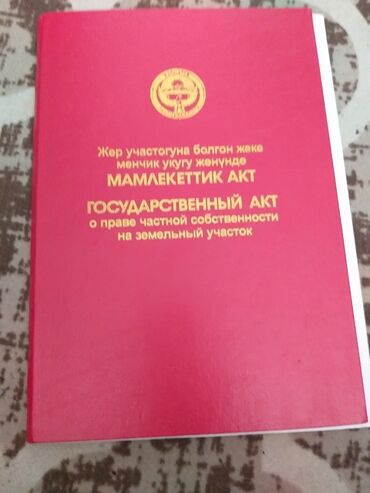 Жер участогуна болгон жеке
менчик укугу жөнүндө
МАМЛЕКЕТТИК АКТ
ГОСУДАРСТВЕННЫЙ АКТ
о праве частной собственности
на земельный участок